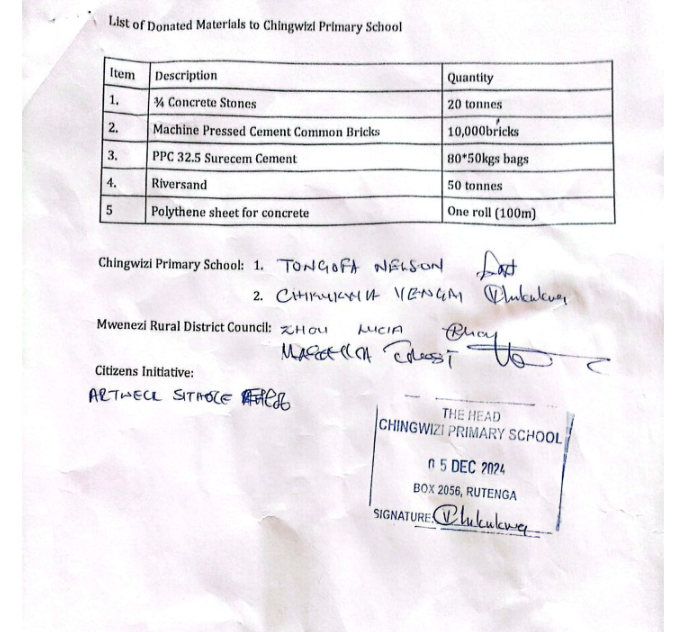 List of Donated Materials to Chingwizi Primary School
Item Description Quantity
1. ¾ Concrete Stones 20 tonnes
2. Machine Pressed Cement Common Bricks 10,000bricks
3. PPC 32.5 Surecem Cement 80*50kgs bags
4. Riversand 50 tonnes
5 Polythene sheet for concrete One roll (100m)
Chingwizi Primary School: 1. TONGOFA NELSON
2.
Mwenezi Rural District Council: ZHOU LUCIA
Citizens Initiative:
ARTWELL SITHOLE
THE HEAD
CHINGWIZI PRIMARY SCHOOL
05 DEC 2024
BOX 2056, RUTENGA
SIGNATURE: